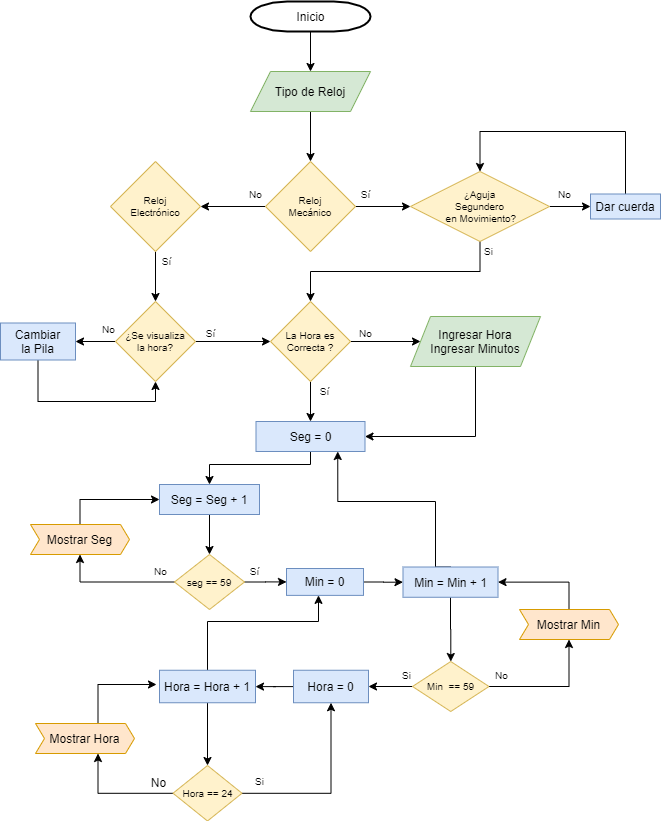 Inicio
Tipo de Reloj
Reloj
Electrónico
No
Reloj
Mecánico
Sí
¿Aguja
Segundero
en Movimiento?
No
Dar cuerda
Si
Sí
Cambiar
la Pila
No
¿Se visualiza
la hora?
Sí
La Hora es
Correcta ?
No
Ingresar Hora
Ingresar Minutos
Sí
Seg = 0
Seg = Seg + 1
Mostrar Seg
No
seg == 59
Sí
Min = 0
Min = Min + 1
Mostrar Min
Hora = Hora + 1
Hora = 0
Si
Min == 59
No
Mostrar Hora
No
Hora == 24
Si